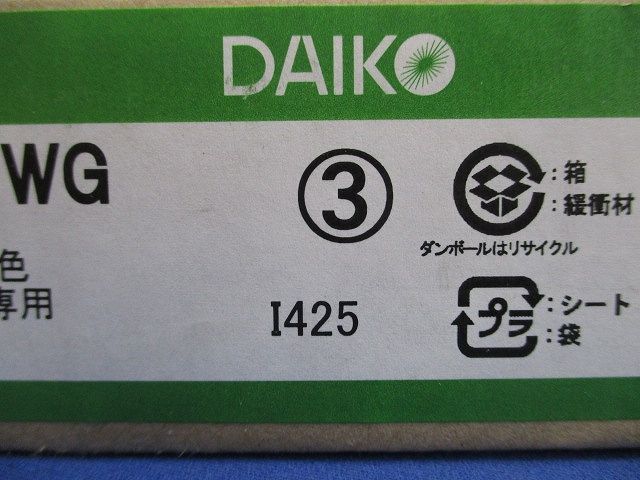 DAIKO
WG
③
:箱
:緩衝材
ダンボールはリサイクル
色
専用
I425
プラ
:シート
:袋